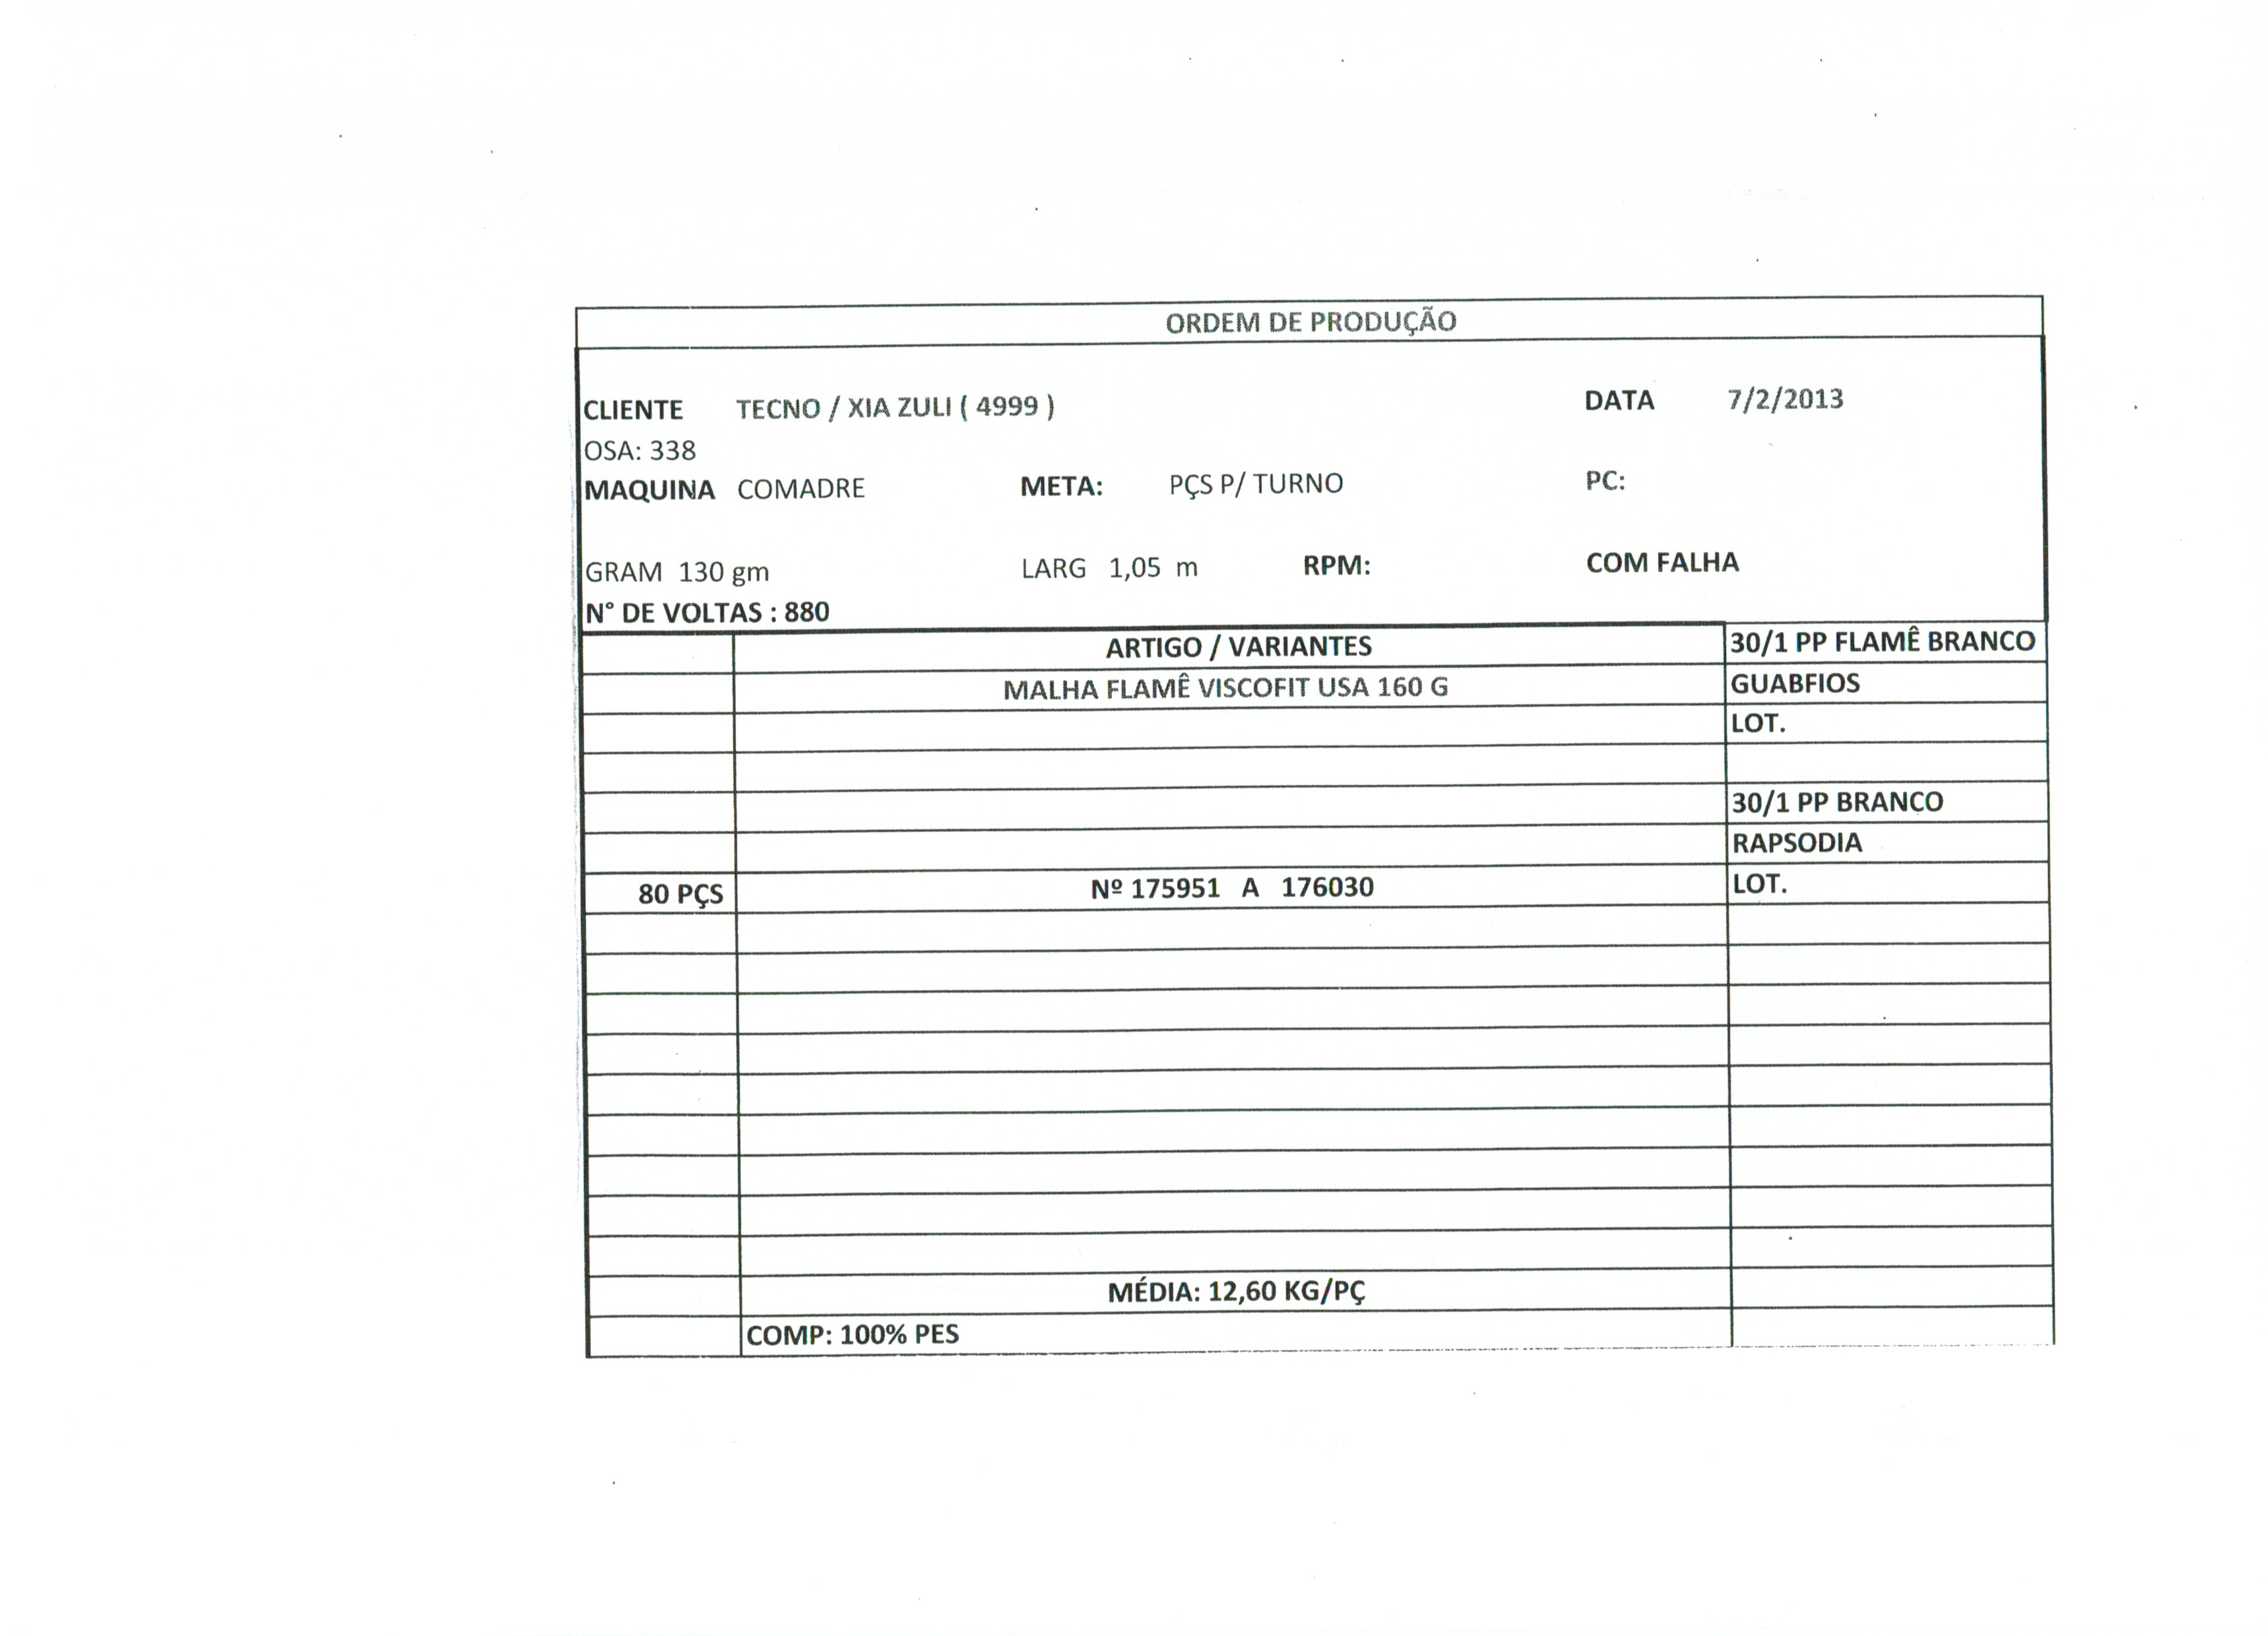 ORDEM DE PRODUÇÃO
CLIENTE TECNO / XIA ZULI ( 4999 ) DATA 7/2/2013
OSA: 338
MAQUINA COMADRE META: PÇS P/ TURNO PC:
GRAM 130 gm LARG 1,05 m RPM: COM FALHA
N° DE VOLTAS : 880
ARTIGO / VARIANTES 30/1 PP FLAMÊ BRANCO
MALHA FLAMÊ VISCOFIT USA 160 G GUABFIOS
LOT.
30/1 PP BRANCO
RAPSODIA
80 PÇS Nº 175951 A 176030 LOT.
MÉDIA: 12,60 KG/PÇ
COMP: 100% PES